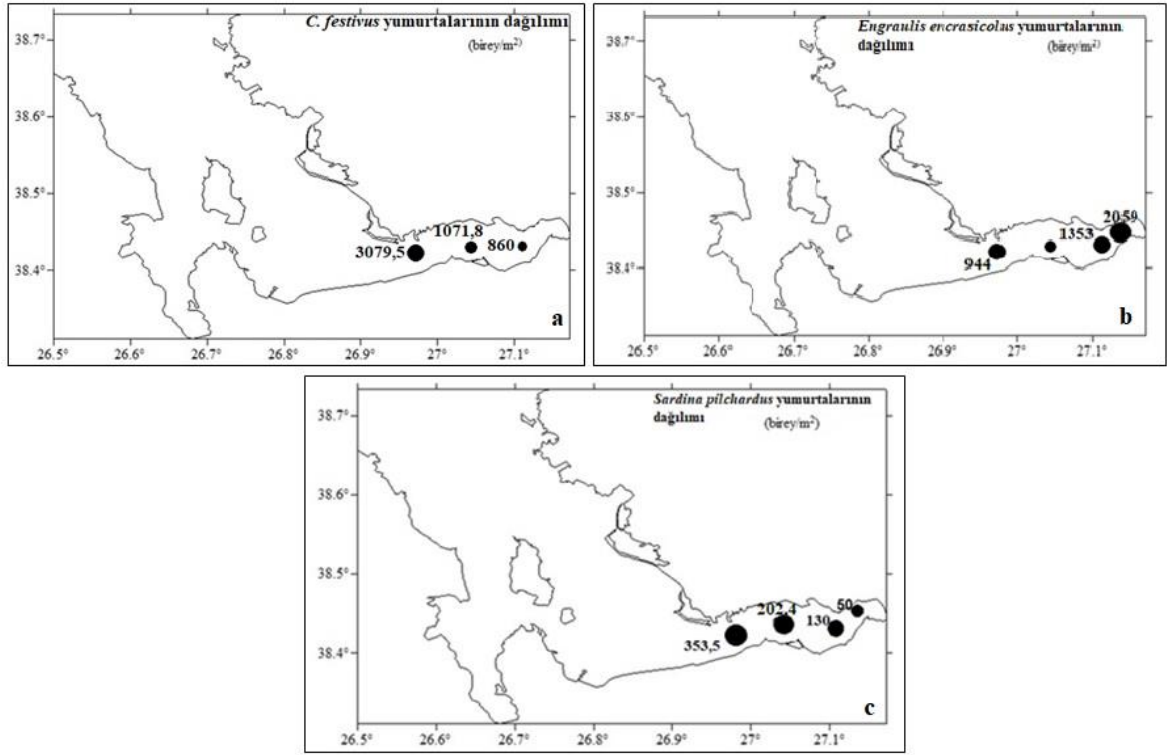 C. festivus yumurtalarının dağılımı
(birey/m²)
38.7°
38.6°
38.5°
38.4°
1071,8
860
3079,5
a
26.5° 26.6° 26.7° 26.8° 26.9° 27° 27.1°
Engraulis encrasicolus yumurtalarının
dağılımı (birey/m²)
38.7°
38.5°
38.5°
38.4°
2059
1353
944
b
26.5° 26.6° 26.7° 26.8° 26.9° 27° 27.1°
Sardina pilchardus yumurtalarının
dağılımı (birey/m²)
38.7°
38.6°
38.5°
38.4°
50
202,4
130
353,5
c
26.5° 26.6° 26.7° 26.8° 26.9° 27° 27.1°